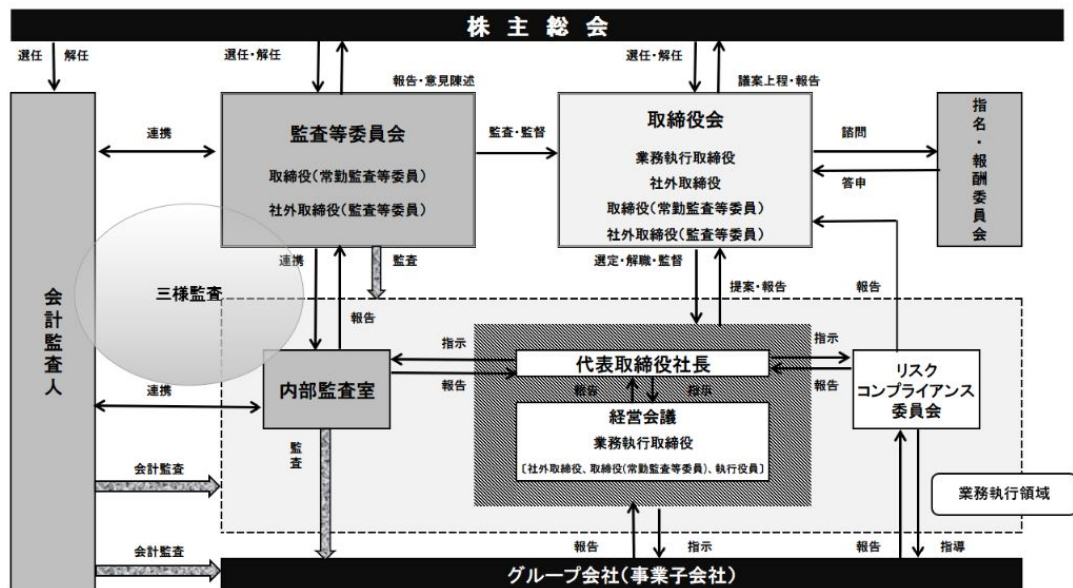 株主総会
選任 解任
選任・解任
報告・意見陳述
選任・解任
議案上程・報告
会計監査人
連携
監査等委員会
取締役(常勤監査等委員)
社外取締役(監査等委員)
監査・監督
取締役会
業務執行取締役
社外取締役
取締役(常勤監査等委員)
社外取締役(監査等委員)
諮問
答申
指名・報酬委員会
三様監査
連携
監査
報告
選定・解職・監督
提案・報告
報告
内部監査室
指示
報告
代表取締役社長
報告
指示
経営会議
業務執行取締役
〔社外取締役、取締役(常勤監査等委員)、執行役員〕
指示
報告
リスク
コンプライアンス
委員会
連携
監査
会計監査
業務執行領域
会計監査
報告
指示
報告
指導
グループ会社(事業子会社)